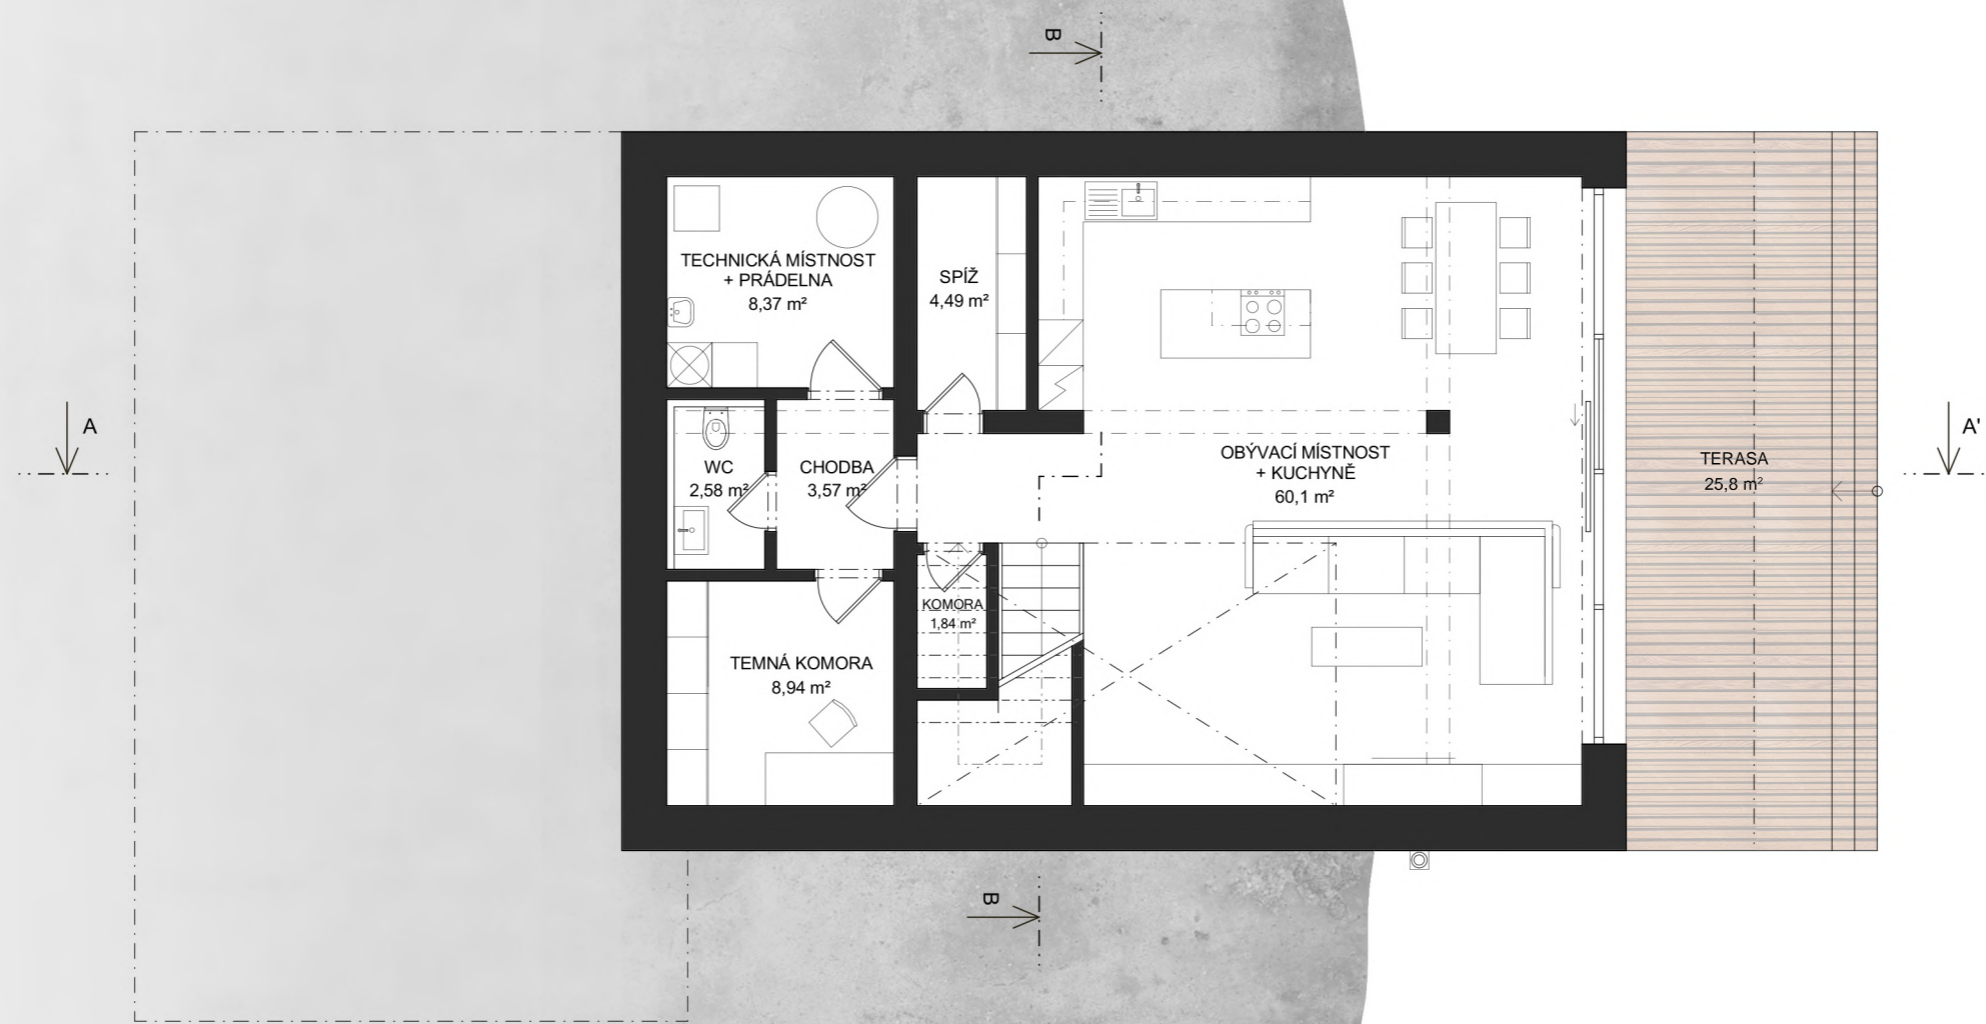 B
TECHNICKÁ MÍSTNOST
+ PRÁDELNA
8,37 m²
SPÍŽ
4,49 m²
A
WC
2,58 m²
CHODBA
3,57 m²
OBÝVACÍ MÍSTNOST
+ KUCHYNĚ
60,1 m²
TERASA
25,8 m²
A'
KOMORA
1,84 m²
TEMNÁ KOMORA
8,94 m²
B